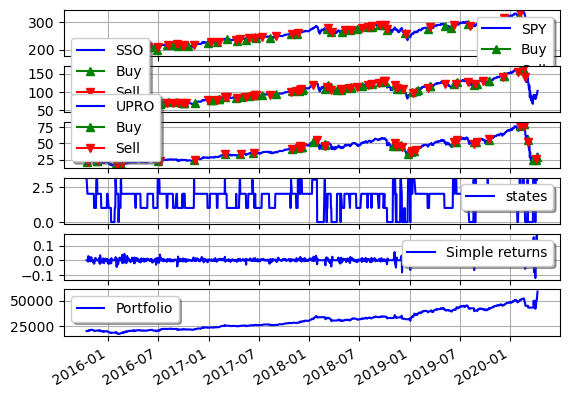 300
200
SPY
Buy
Sell
150
100
50
SSO
Buy
Sell
75
50
25
UPRO
Buy
Sell
2.5
0.0
states
0.1
0.0
−0.1
Simple returns
50000
25000
Portfolio
2016-01
2016-07
2017-01
2017-07
2018-01
2018-07
2019-01
2019-07
2020-01